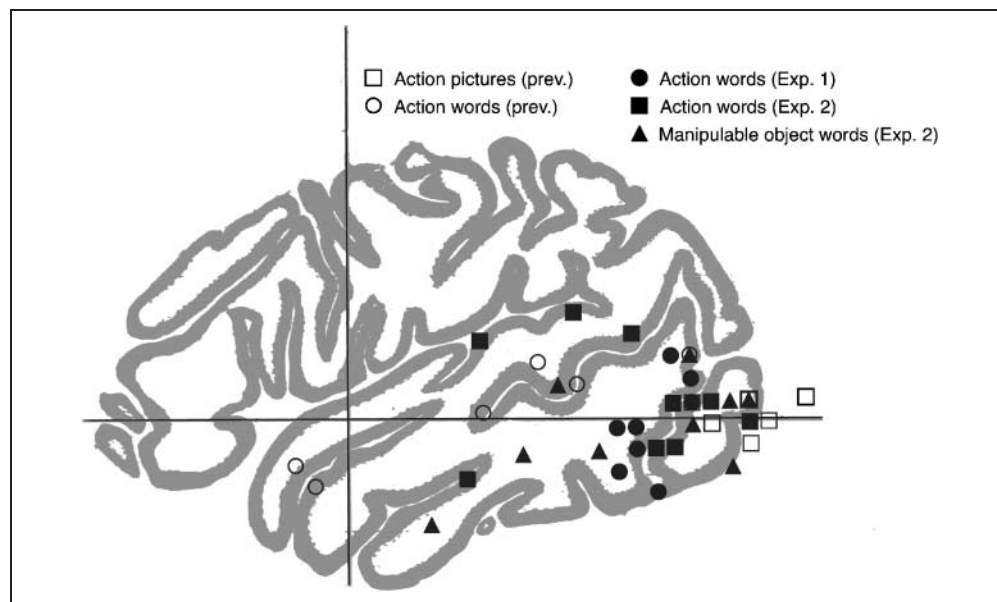 Action pictures (prev.)
Action words (prev.)
Action words (Exp. 1)
Action words (Exp. 2)
Manipulable object words (Exp. 2)